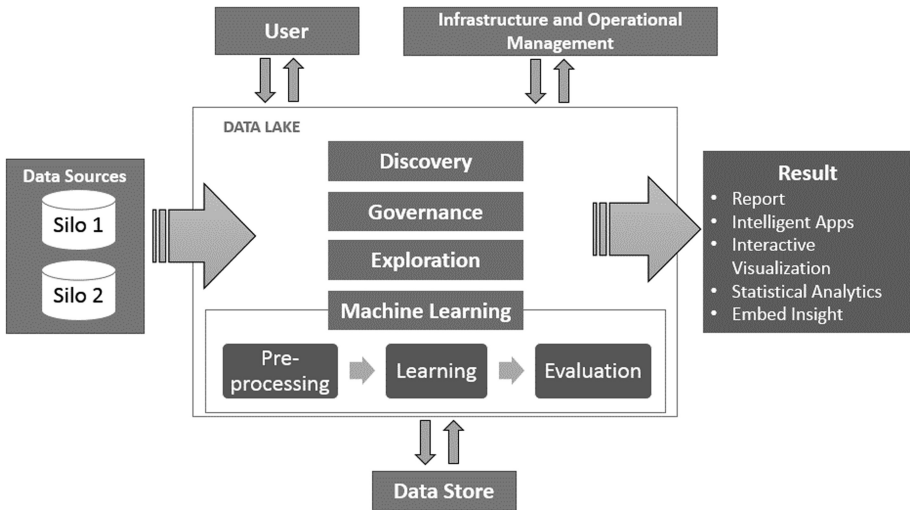 User
Infrastructure and Operational
Management
DATA LAKE
Data Sources
Silo 1
Silo 2
Discovery
Governance
Exploration
Machine Learning
Pre-
processing
Learning
Evaluation
Result
• Report
• Intelligent Apps
• Interactive
Visualization
• Statistical Analytics
• Embed Insight
Data Store